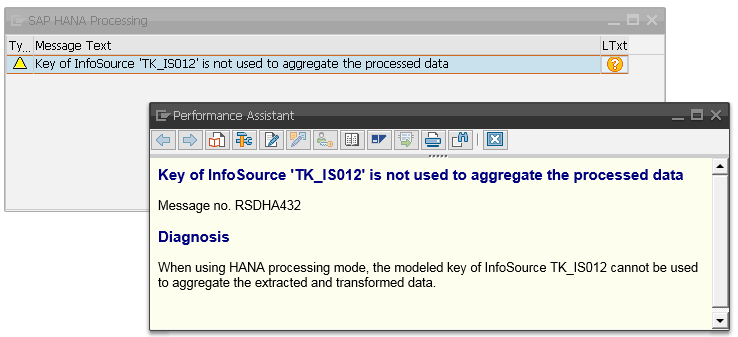 SAP HANA Processing
Ty... Message Text LTxt
Key of InfoSource 'TK_IS012' is not used to aggregate the processed data
Performance Assistant
Key of InfoSource 'TK_IS012' is not used to aggregate the processed data
Message no. RSDHA432
Diagnosis
When using HANA processing mode, the modeled key of InfoSource TK_IS012 cannot be used
to aggregate the extracted and transformed data.